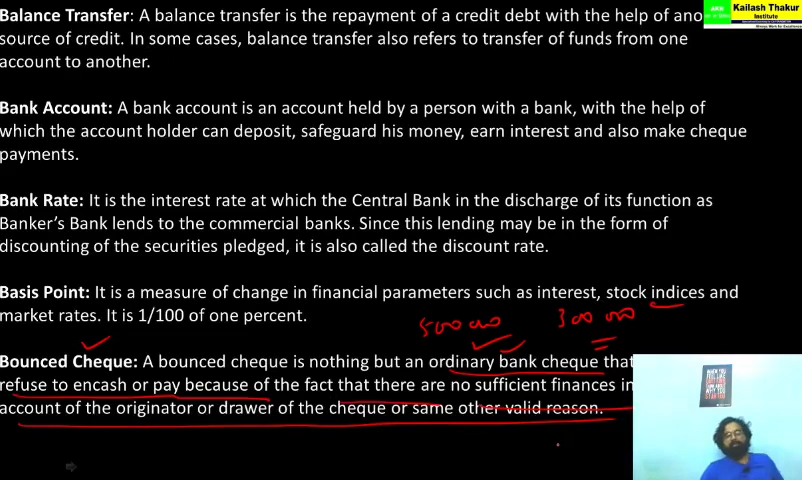 Balance Transfer: A balance transfer is the repayment of a credit debt with the help of ano
source of credit. In some cases, balance transfer also refers to transfer of funds from one
account to another.
Kailash Thakur
Institute
Bank Account: A bank account is an account held by a person with a bank, with the help of
which the account holder can deposit, safeguard his money, earn interest and also make cheque
payments.
Bank Rate: It is the interest rate at which the Central Bank in the discharge of its function as
Banker's Bank lends to the commercial banks. Since this lending may be in the form of
discounting of the securities pledged, it is also called the discount rate.
Basis Point: It is a measure of change in financial parameters such as interest, stock indices and
market rates. It is 1/100 of one percent.
500 000 300 000
Bounced Cheque: A bounced cheque is nothing but an ordinary bank cheque that
refuse to encash or pay because of the fact that there are no sufficient finances in
account of the originator or drawer of the cheque or same other valid reason.